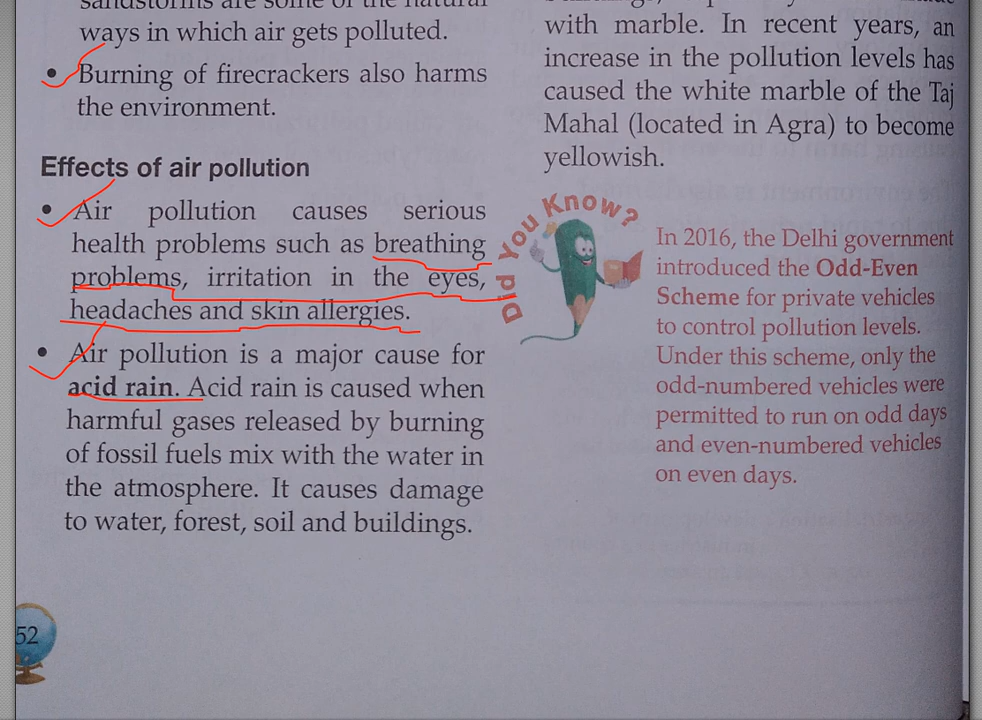 sandstorms are some of the natural
ways in which air gets polluted.
• Burning of firecrackers also harms
the environment.
Effects of air pollution
• Air pollution causes serious
health problems such as breathing
problems, irritation in the eyes,
headaches and skin allergies.
• Air pollution is a major cause for
acid rain. Acid rain is caused when
harmful gases released by burning
of fossil fuels mix with the water in
the atmosphere. It causes damage
to water, forest, soil and buildings.
52
with marble. In recent years, an
increase in the pollution levels has
caused the white marble of the Taj
Mahal (located in Agra) to become
yellowish.
Did You Know?
In 2016, the Delhi government
introduced the Odd-Even
Scheme for private vehicles
to control pollution levels.
Under this scheme, only the
odd-numbered vehicles were
permitted to run on odd days
and even-numbered vehicles
on even days.